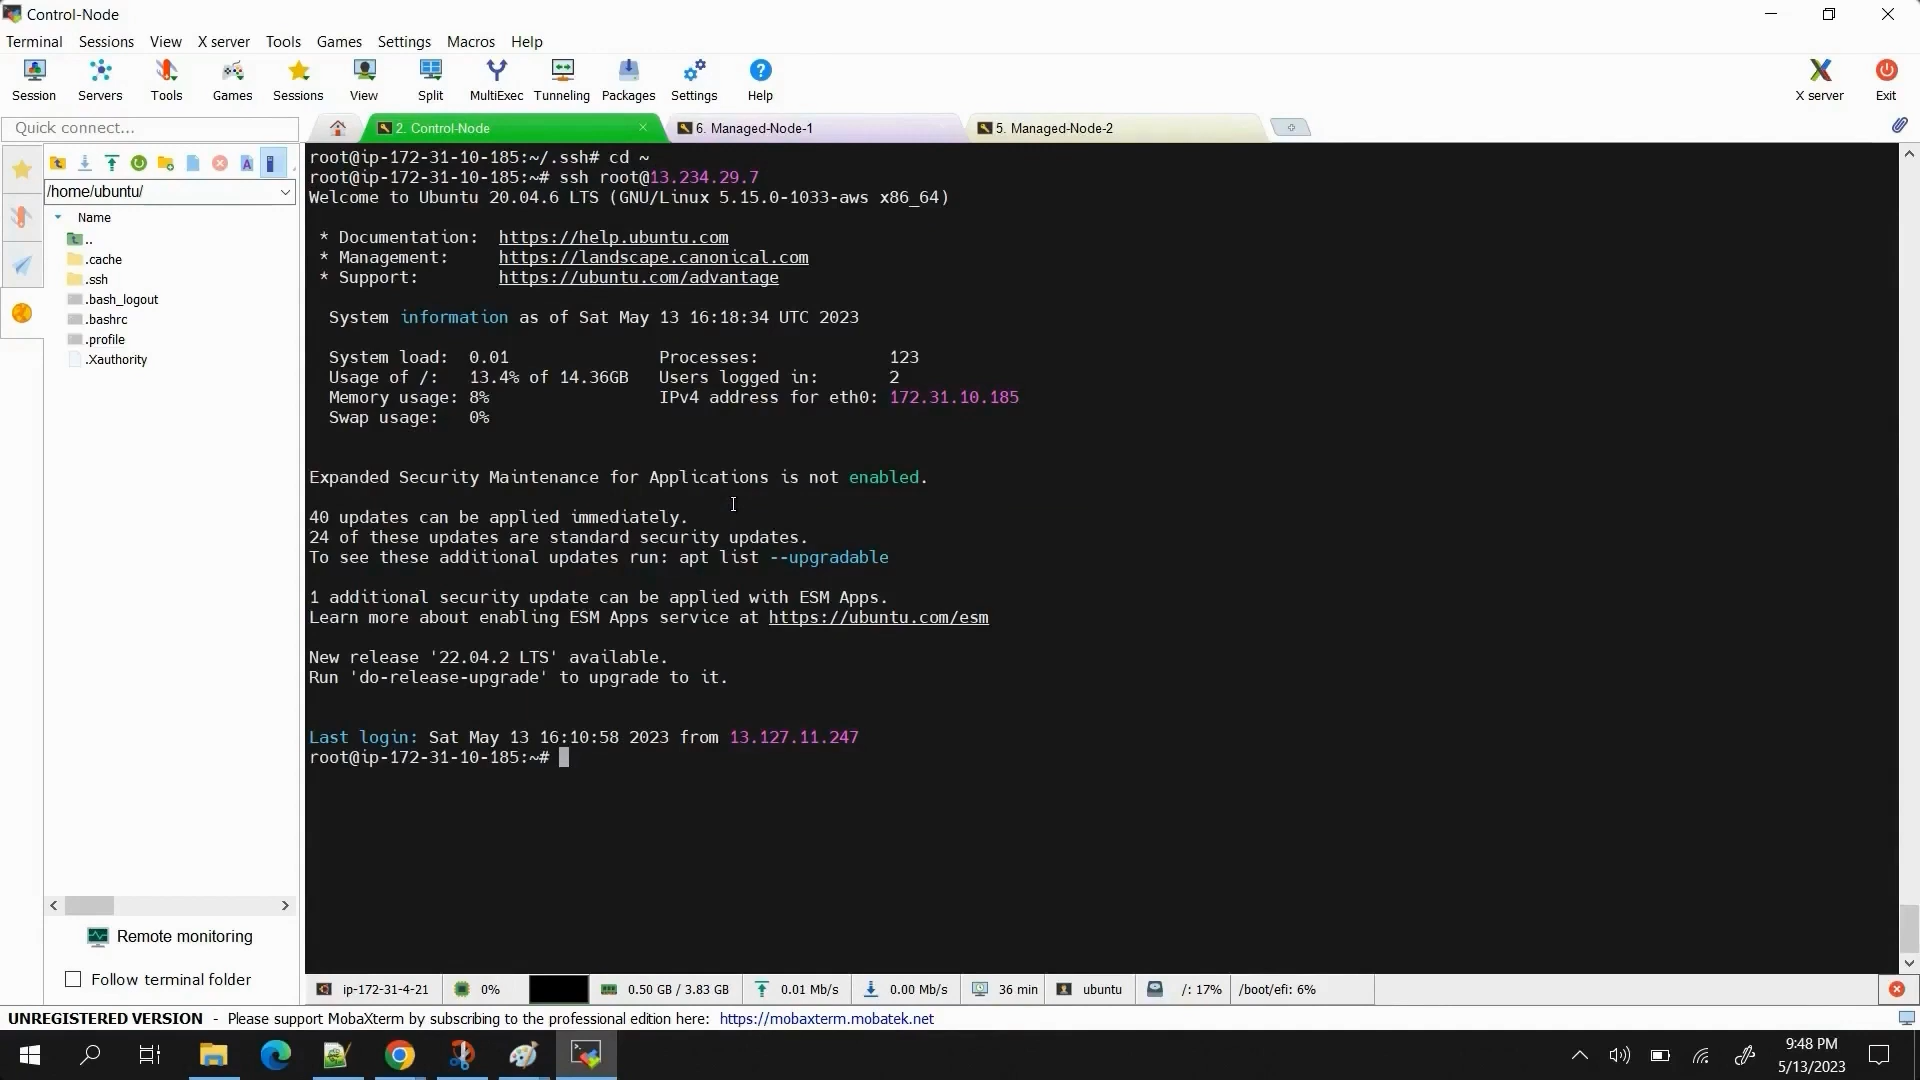 Control-Node
Terminal Sessions View X server Tools Games Settings Macros Help
Session Servers Tools Games Sessions View Split MultiExec Tunneling Packages Settings Help X server Exit
Quick connect...
2. Control-Node
6. Managed-Node-1
5. Managed-Node-2
/home/ubuntu/
Name
..
.cache
.ssh
.bash_logout
.bashrc
.profile
.Xauthority
Remote monitoring
Follow terminal folder
root@ip-172-31-10-185:~/.ssh# cd ~
root@ip-172-31-10-185:~# ssh root@13.234.29.7
Welcome to Ubuntu 20.04.6 LTS (GNU/Linux 5.15.0-1033-aws x86_64)
* Documentation: https://help.ubuntu.com
* Management: https://landscape.canonical.com
* Support: https://ubuntu.com/advantage
System information as of Sat May 13 16:18:34 UTC 2023
System load: 0.01 Processes: 123
Usage of /: 13.4% of 14.36GB Users logged in: 2
Memory usage: 8% IPv4 address for eth0: 172.31.10.185
Swap usage: 0%
Expanded Security Maintenance for Applications is not enabled.
40 updates can be applied immediately.
24 of these updates are standard security updates.
To see these additional updates run: apt list --upgradable
1 additional security update can be applied with ESM Apps.
Learn more about enabling ESM Apps service at https://ubuntu.com/esm
New release '22.04.2 LTS' available.
Run 'do-release-upgrade' to upgrade to it.
Last login: Sat May 13 16:10:58 2023 from 13.127.11.247
root@ip-172-31-10-185:~#
ip-172-31-4-21 0% 0.50 GB / 3.83 GB 0.01 Mb/s 0.00 Mb/s 36 min ubuntu /: 17% /boot/efi: 6%
UNREGISTERED VERSION - Please support MobaXterm by subscribing to the professional edition here: https://mobaxterm.mobatek.net
9:48 PM
5/13/2023